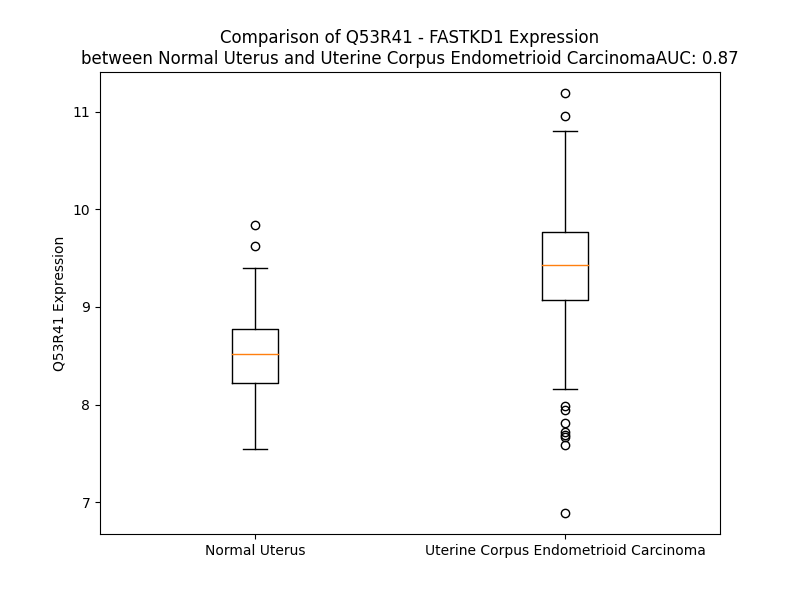 Comparison of Q53R41 - FASTKD1 Expression
between Normal Uterus and Uterine Corpus Endometrioid CarcinomaAUC: 0.87
11
10
9
8
7
Q53R41 Expression
Normal Uterus
Uterine Corpus Endometrioid Carcinoma